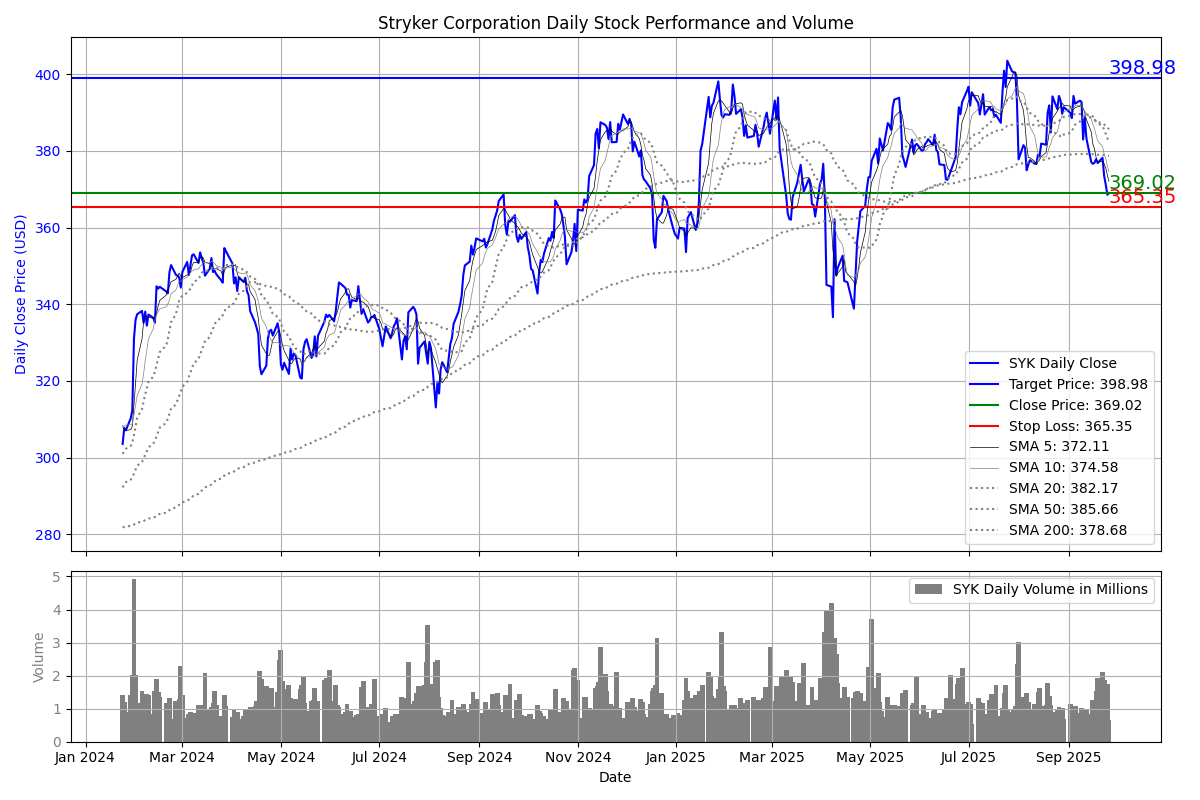 Stryker Corporation Daily Stock Performance and Volume
Daily Close Price (USD)
400
380
360
340
320
300
280
398.98
369.02
365.35
SYK Daily Close
Target Price: 398.98
Close Price: 369.02
Stop Loss: 365.35
SMA 5: 372.11
SMA 10: 374.58
SMA 20: 382.17
SMA 50: 385.66
SMA 200: 378.68
Volume
5
4
3
2
1
0
SYK Daily Volume in Millions
Jan 2024 Mar 2024 May 2024 Jul 2024 Sep 2024 Nov 2024 Jan 2025 Mar 2025 May 2025 Jul 2025 Sep 2025
Date